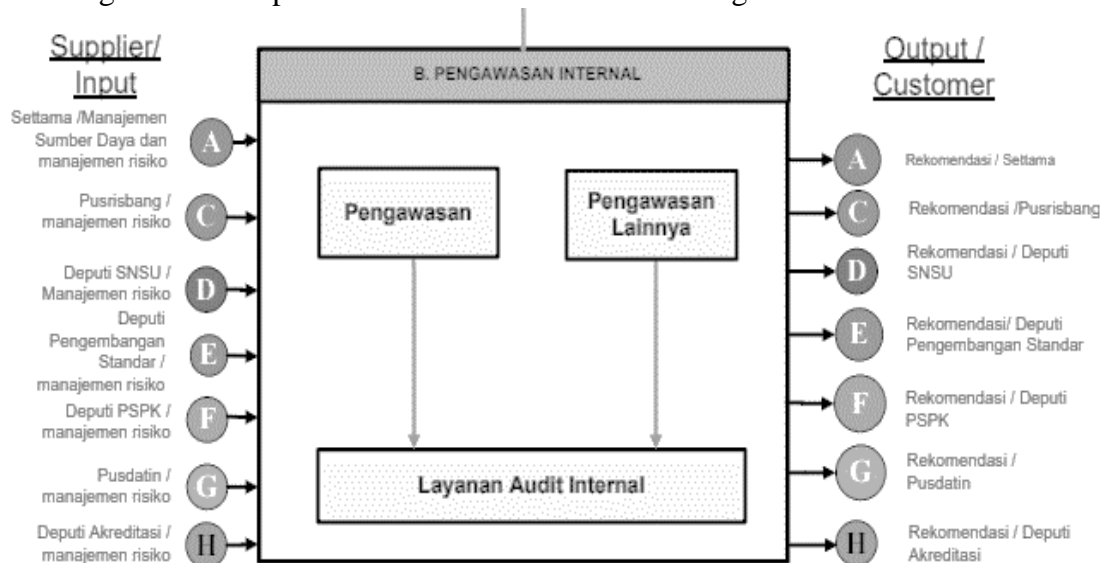 Supplier/
Input
Settama /Manajemen
Sumber Daya dan
manajemen risiko
A
Pusrisbang /
manajemen risiko
C
Deputi SNSU /
Manajemen risiko
D
Deputi
Pengembangan
Standar /
manajemen risiko
E
Deputi PSPK /
manajemen risiko
F
Pusdatin /
manajemen risiko
G
Deputi Akreditasi /
manajemen risiko
H
B. PENGAWASAN INTERNAL
Pengawasan
Pengawasan
Lainnya
Layanan Audit Internal
Output /
Customer
A
Rekomendasi / Settama
C
Rekomendasi /Pusrisbang
D
Rekomendasi / Deputi
SNSU
E
Rekomendasi/ Deputi
Pengembangan Standar
F
Rekomendasi / Deputi
PSPK
G
Rekomendasi /
Pusdatin
H
Rekomendasi / Deputi
Akreditasi